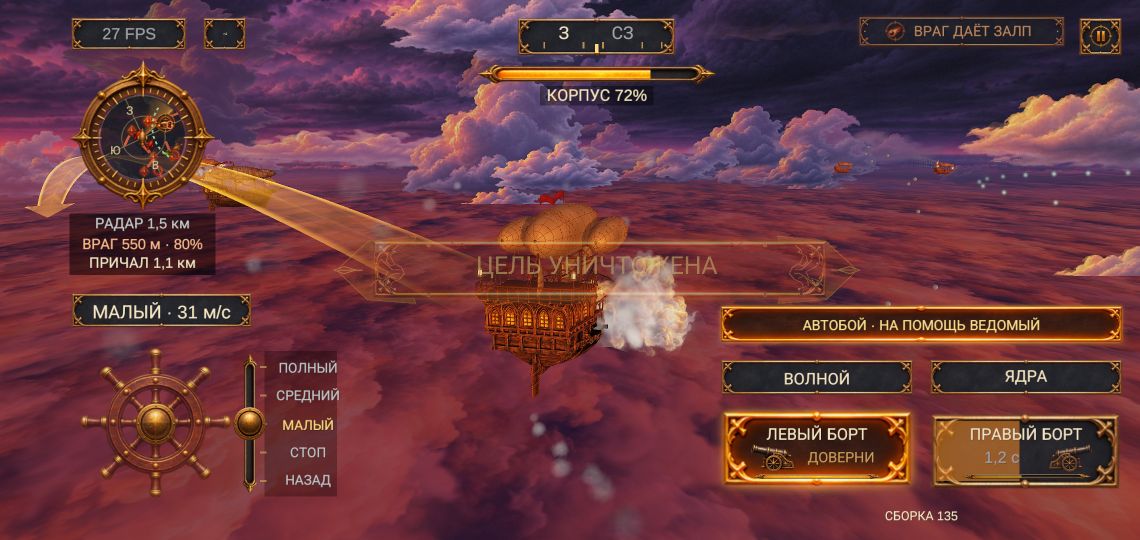 27 FPS
З СЗ
ВРАГ ДАЁТ ЗАЛП
КОРПУС 72%
З
Ю
В
РАДАР 1,5 км
ВРАГ 550 м · 80%
ПРИЧАЛ 1,1 км
ЦЕЛЬ УНИЧТОЖЕНА
МАЛЫЙ · 31 м/с
АВТОБОЙ · НА ПОМОЩЬ ВЕДОМЫЙ
ПОЛНЫЙ
СРЕДНИЙ
МАЛЫЙ
СТОП
НАЗАД
ВОЛНОЙ
ЯДРА
ЛЕВЫЙ БОРТ
ДОВЕРНИ
ПРАВЫЙ БОРТ
1,2 с
СБОРКА 135